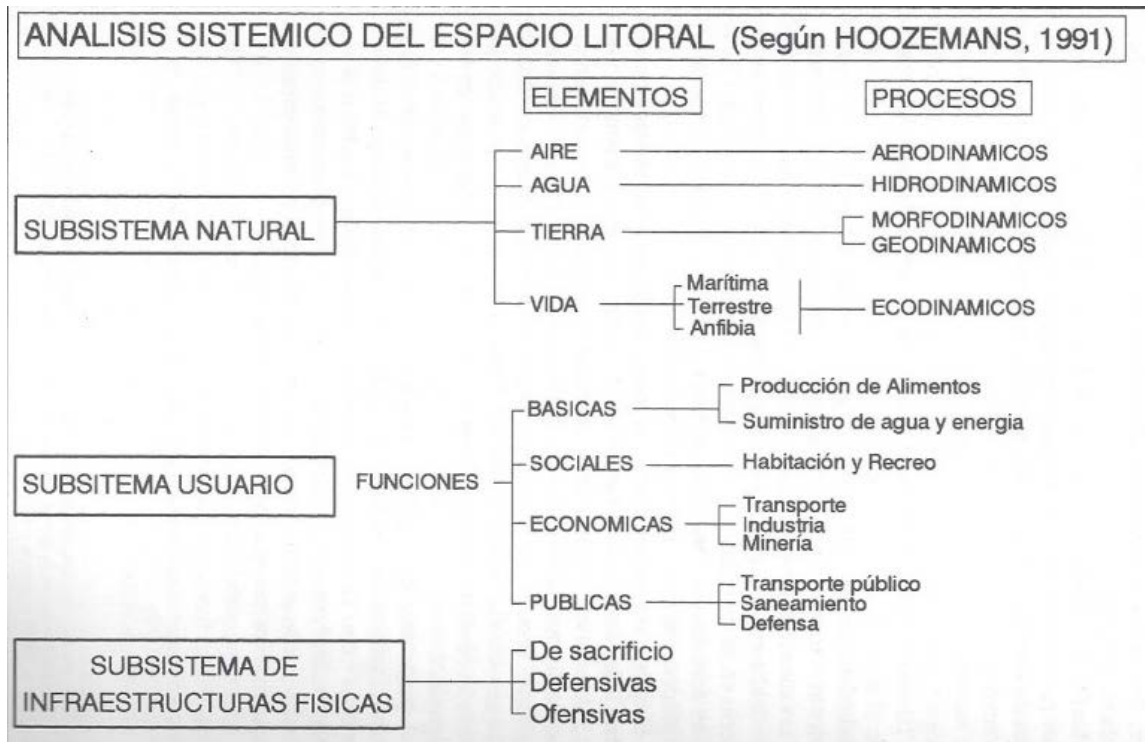 ANALISIS SISTEMICO DEL ESPACIO LITORAL (Según HOOZEMANS, 1991)
ELEMENTOS PROCESOS
AIRE AERODINAMICOS
AGUA HIDRODINAMICOS
SUBSISTEMA NATURAL
TIERRA
MORFODINAMICOS
GEODINAMICOS
VIDA
Marítima
Terrestre
Anfibia
ECODINAMICOS
SUBSITEMA USUARIO
FUNCIONES
BASICAS
Producción de Alimentos
Suministro de agua y energia
SOCIALES Habitación y Recreo
ECONOMICAS
Transporte
Industria
Minería
PUBLICAS
Transporte público
Saneamiento
Defensa
SUBSISTEMA DE
INFRAESTRUCTURAS FISICAS
De sacrificio
Defensivas
Ofensivas